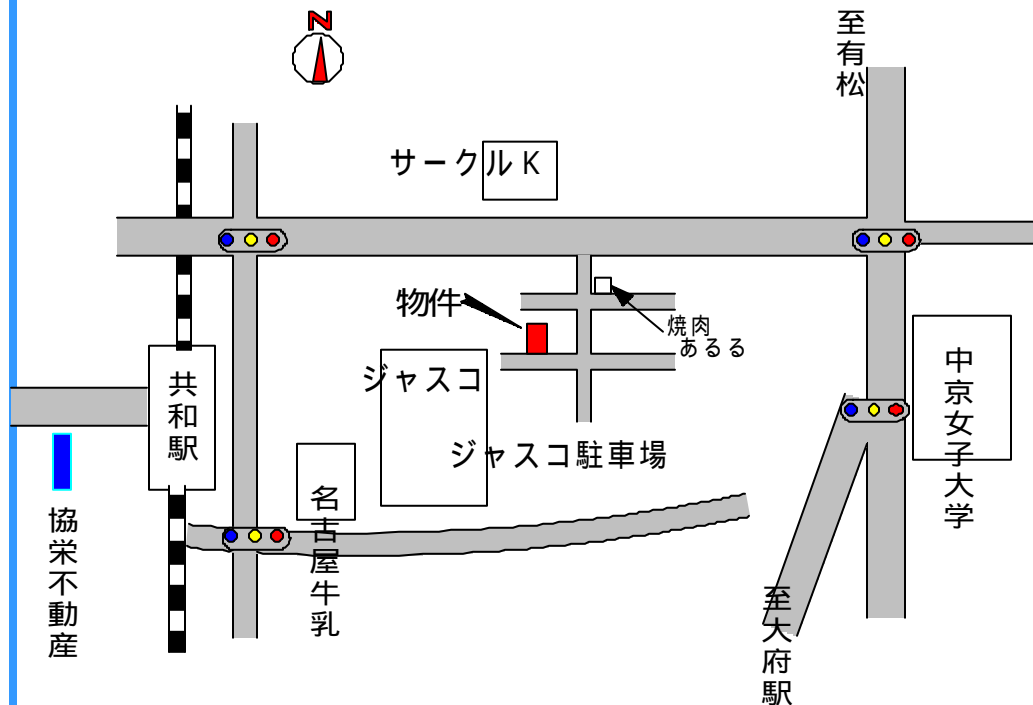 N
至有松
サークルK
物件
焼肉
あるる
ジャスコ
共和駅
中京女子大学
ジャスコ駐車場
名古屋牛乳
協栄不動産
至大府駅